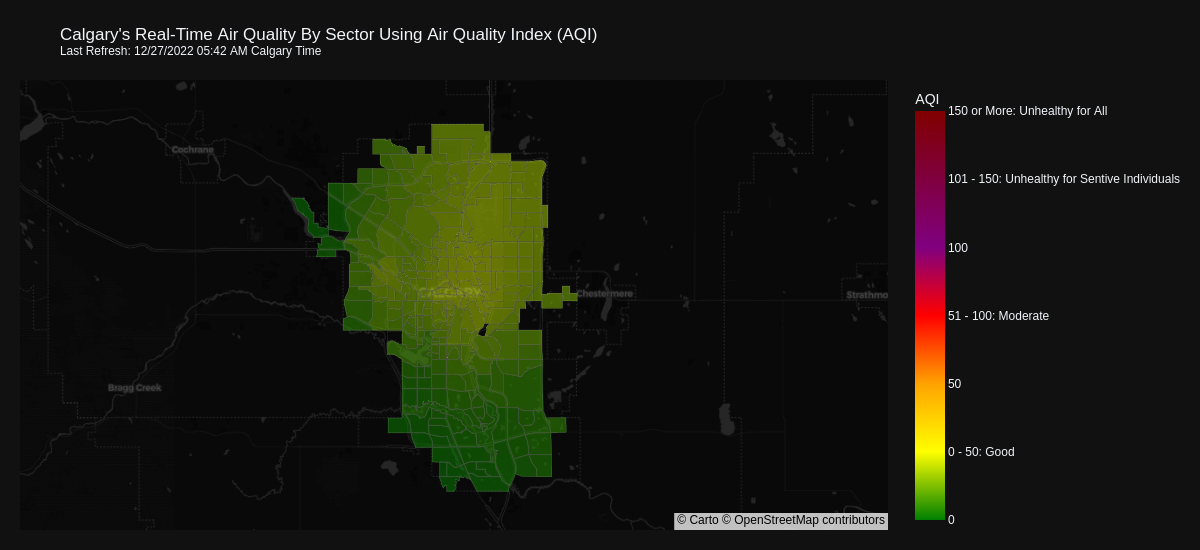 Calgary's Real-Time Air Quality By Sector Using Air Quality Index (AQI)
Last Refresh: 12/27/2022 05:42 AM Calgary Time
AQI
150 or More: Unhealthy for All
Cochrane
101 - 150: Unhealthy for Sentive Individuals
100
CALGARY
Chestermere
Strathmo
51 - 100: Moderate
50
Bragg Creek
0 - 50: Good
0
© Carto © OpenStreetMap contributors